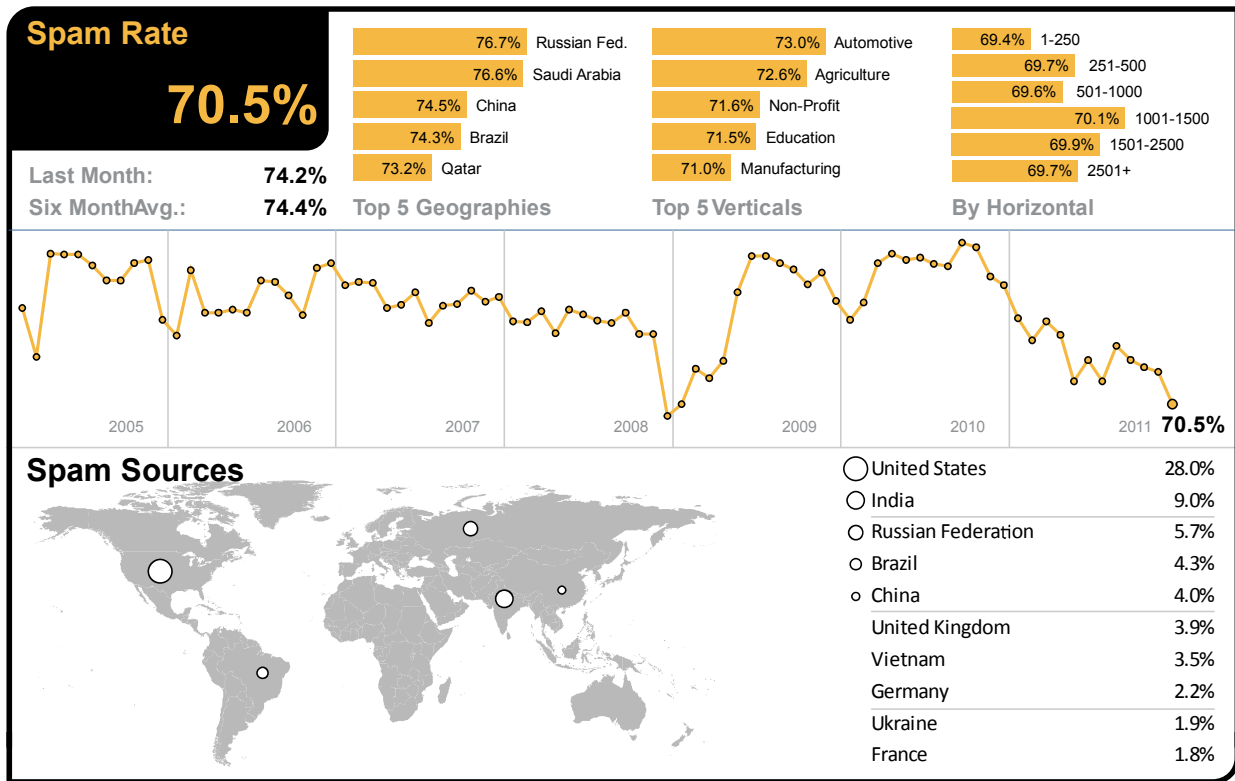 Spam Rate
70.5%
Last Month: 74.2%
Six MonthAvg.: 74.4%
76.7% Russian Fed.
76.6% Saudi Arabia
74.5% China
74.3% Brazil
73.2% Qatar
Top 5 Geographies
73.0% Automotive
72.6% Agriculture
71.6% Non-Profit
71.5% Education
71.0% Manufacturing
Top 5 Verticals
69.4% 1-250
69.7% 251-500
69.6% 501-1000
70.1% 1001-1500
69.9% 1501-2500
69.7% 2501+
By Horizontal
2005 2006 2007 2008 2009 2010 2011 70.5%
Spam Sources
United States 28.0%
India 9.0%
Russian Federation 5.7%
Brazil 4.3%
China 4.0%
United Kingdom 3.9%
Vietnam 3.5%
Germany 2.2%
Ukraine 1.9%
France 1.8%